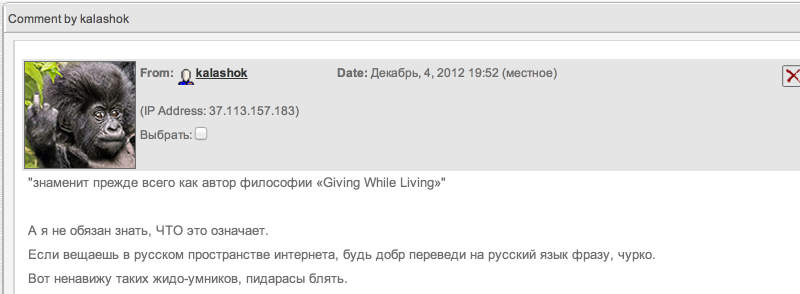 Comment by kalashok
From: kalashok Date: Декабрь, 4, 2012 19:52 (местное)
(IP Address: 37.113.157.183)
Выбрать:
"знаменит прежде всего как автор философии «Giving While Living»"
А я не обязан знать, ЧТО это означает.
Если вещаешь в русском пространстве интернета, будь добр переведи на русский язык фразу, чурко.
Вот ненавижу таких жидо-умников, пидарасы блять.